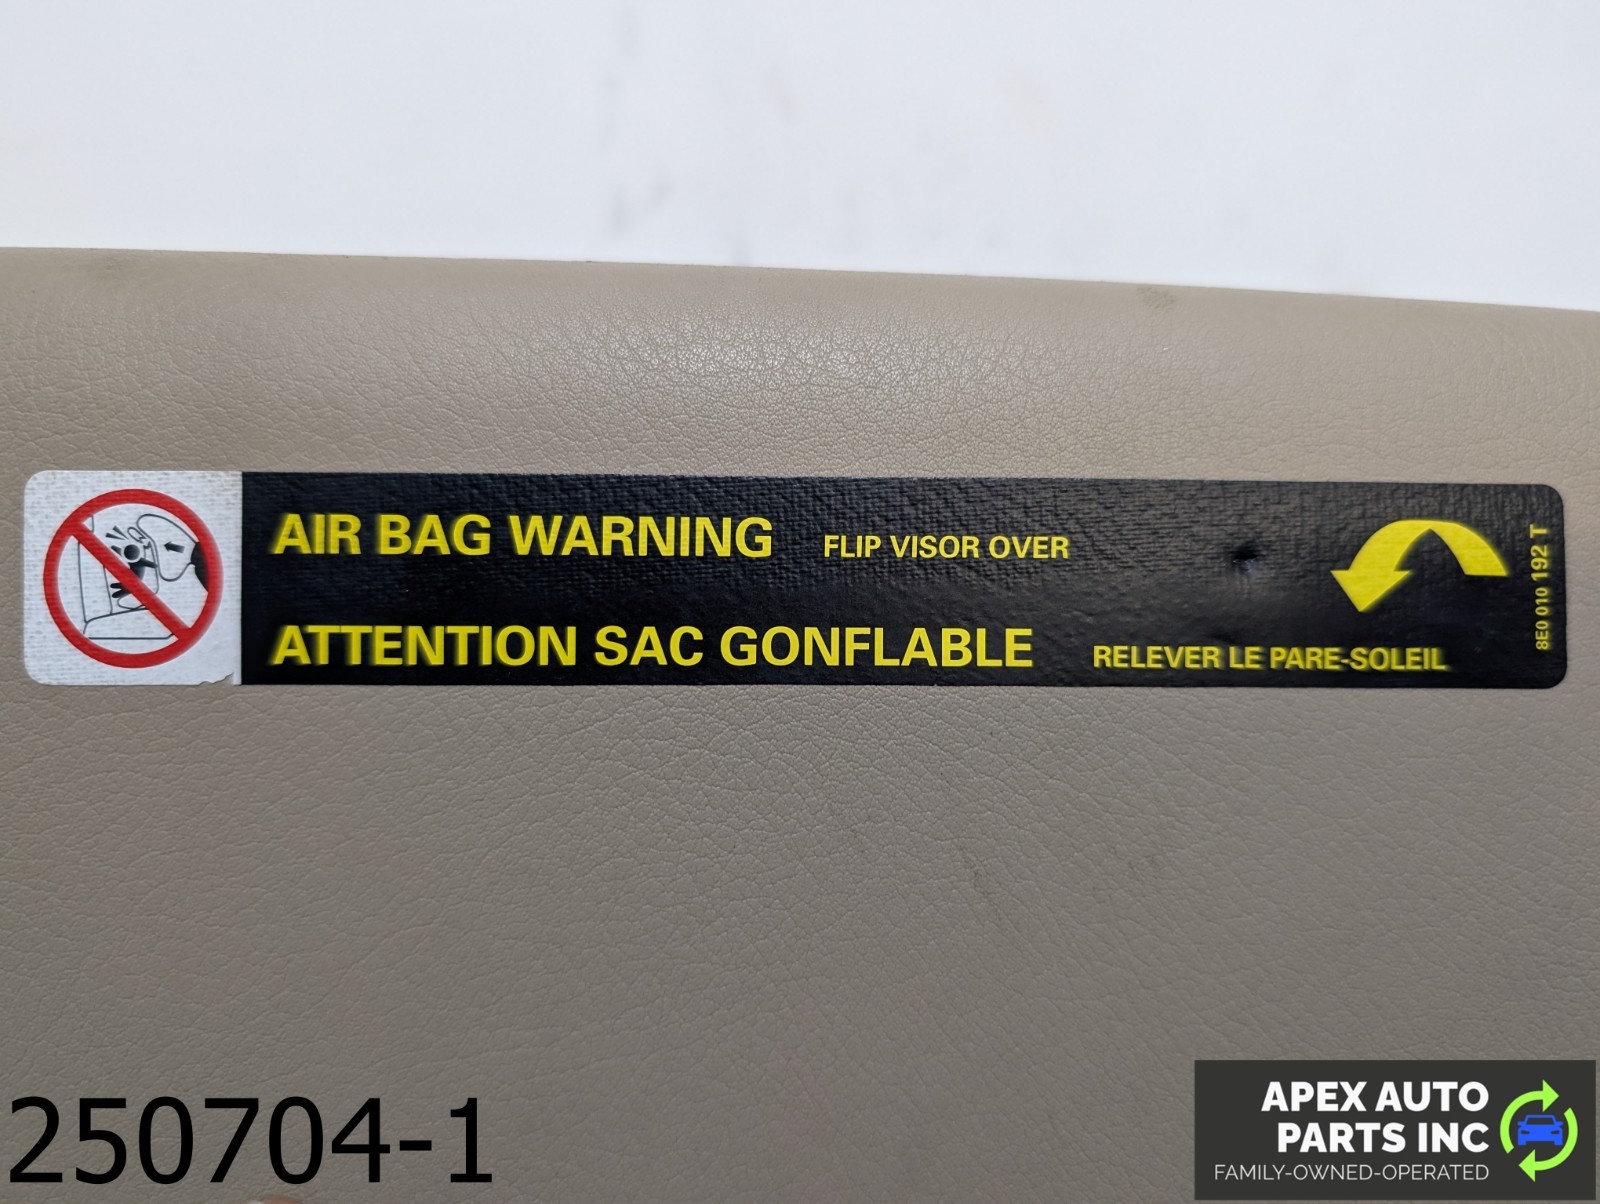 AIR BAG WARNING FLIP VISOR OVER
ATTENTION SAC GONFLABLE RELEVER LE PARE-SOLEIL
8E0 010 192 T
250704-1
APEX AUTO
PARTS INC
FAMILY-OWNED-OPERATED